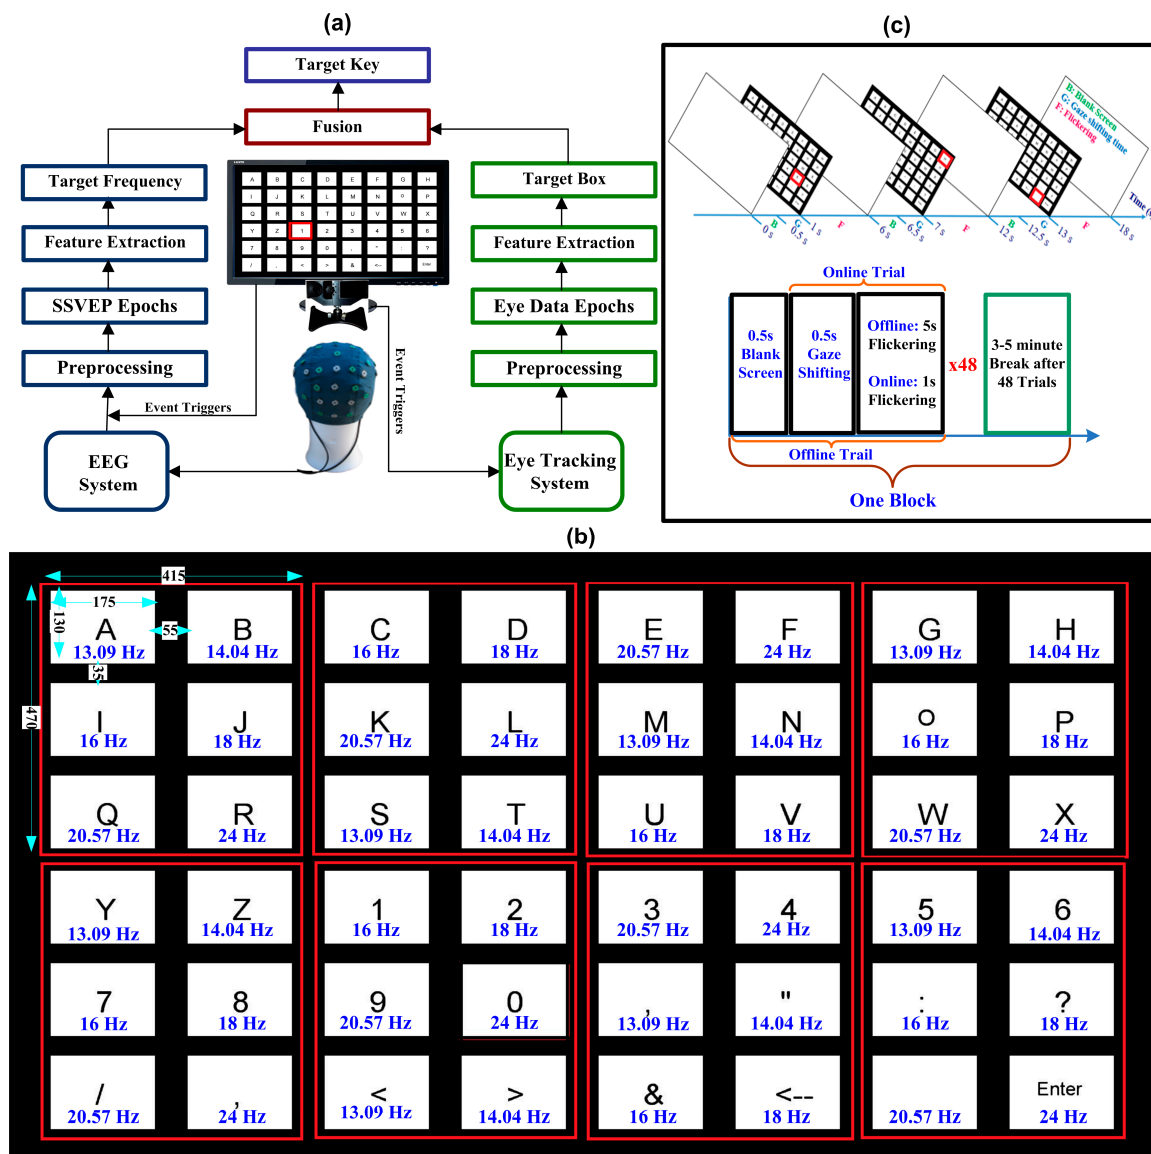 (a)
Target Key
Fusion
Target Frequency
Feature Extraction
SSVEP Epochs
Preprocessing
Event Triggers
EEG
System
A B C D E F G H
I J K L M N O P
Q R S T U V W X
Y Z 1 2 3 4 5 6
7 8 9 0 , " : ?
/ , < > & <-- Enter
Event Triggers
Target Box
Feature Extraction
Eye Data Epochs
Preprocessing
Eye Tracking
System
(c)
B: Blank Screen
G: Gaze shifting time
F: Flickering
B G F B G F B G F
0 s 0.5 s 1 s 6 s 6.5 s 7 s 12 s 12.5 s 13 s 18 s
Online Trial
0.5s
Blank
Screen
0.5s
Gaze
Shifting
Offline: 5s
Flickering
Online: 1s
Flickering
x48
3-5 minute
Break after
48 Trials
Offline Trail
One Block
(b)
415
175
130
55
35
470
A B C D E F G H
13.09 Hz 14.04 Hz 16 Hz 18 Hz 20.57 Hz 24 Hz 13.09 Hz 14.04 Hz
I J K L M N O P
16 Hz 18 Hz 20.57 Hz 24 Hz 13.09 Hz 14.04 Hz 16 Hz 18 Hz
Q R S T U V W X
20.57 Hz 24 Hz 13.09 Hz 14.04 Hz 16 Hz 18 Hz 20.57 Hz 24 Hz
Y Z 1 2 3 4 5 6
13.09 Hz 14.04 Hz 16 Hz 18 Hz 20.57 Hz 24 Hz 13.09 Hz 14.04 Hz
7 8 9 0 , " : ?
16 Hz 18 Hz 20.57 Hz 24 Hz 13.09 Hz 14.04 Hz 16 Hz 18 Hz
/ , < > & <-- Enter
20.57 Hz 24 Hz 13.09 Hz 14.04 Hz 16 Hz 18 Hz 20.57 Hz 24 Hz